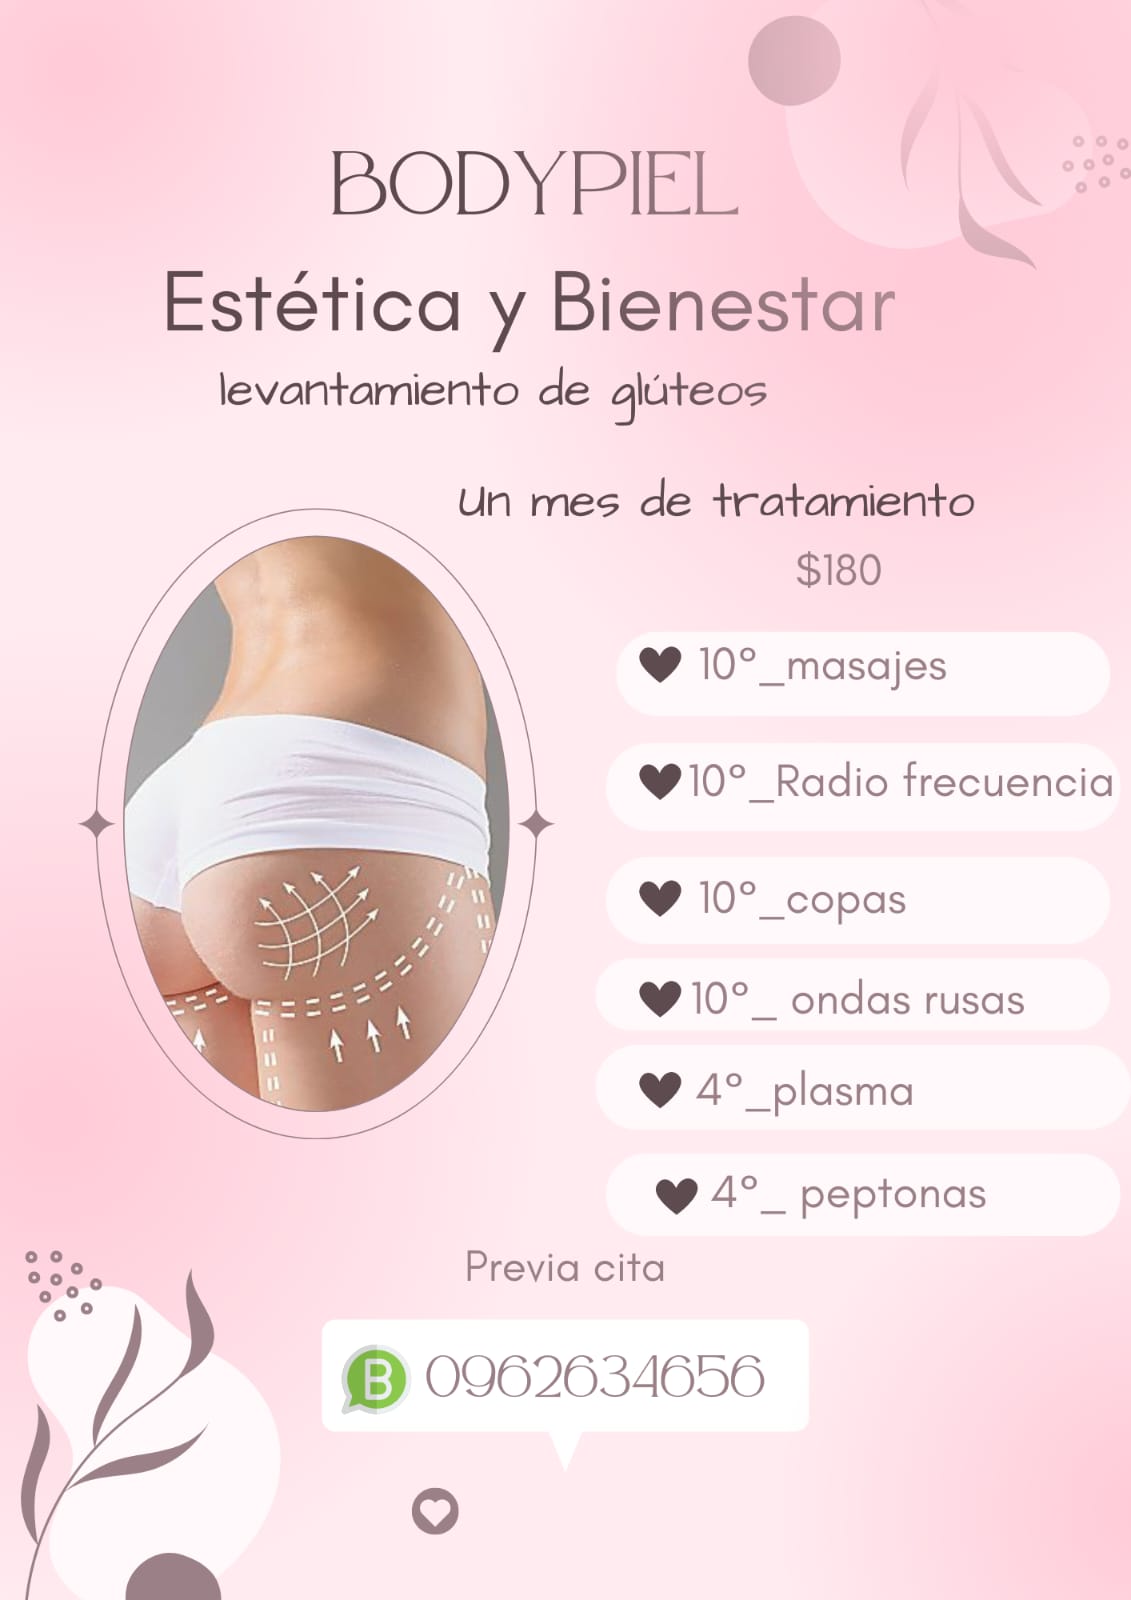 BODYPIEL
Estética y Bienestar
levantamiento de glúteos
Un mes de tratamiento
$180
10°_masajes
10°_Radio frecuencia
10°_copas
10°_ ondas rusas
4°_plasma
4°_ peptonas
Previa cita
B 0962634656